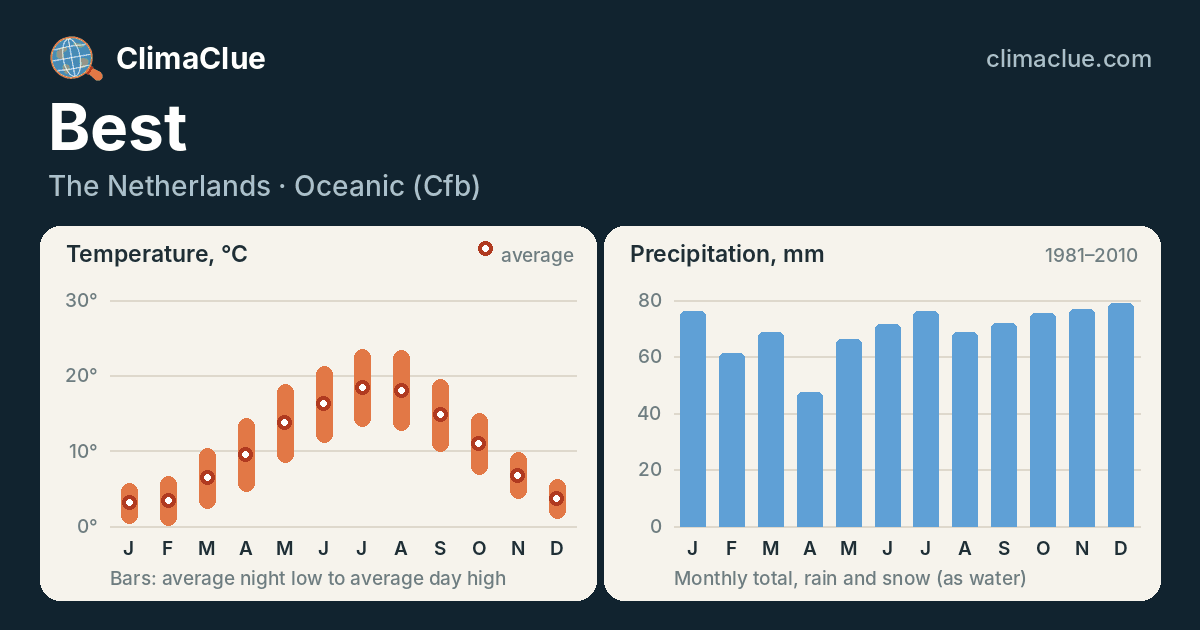 ClimaClue
climaclue.com
Best
The Netherlands · Oceanic (Cfb)
Temperature, °C
average
30°
20°
10°
0°
J F M A M J J A S O N D
Bars: average night low to average day high
Precipitation, mm
1981–2010
80
60
40
20
0
J F M A M J J A S O N D
Monthly total, rain and snow (as water)